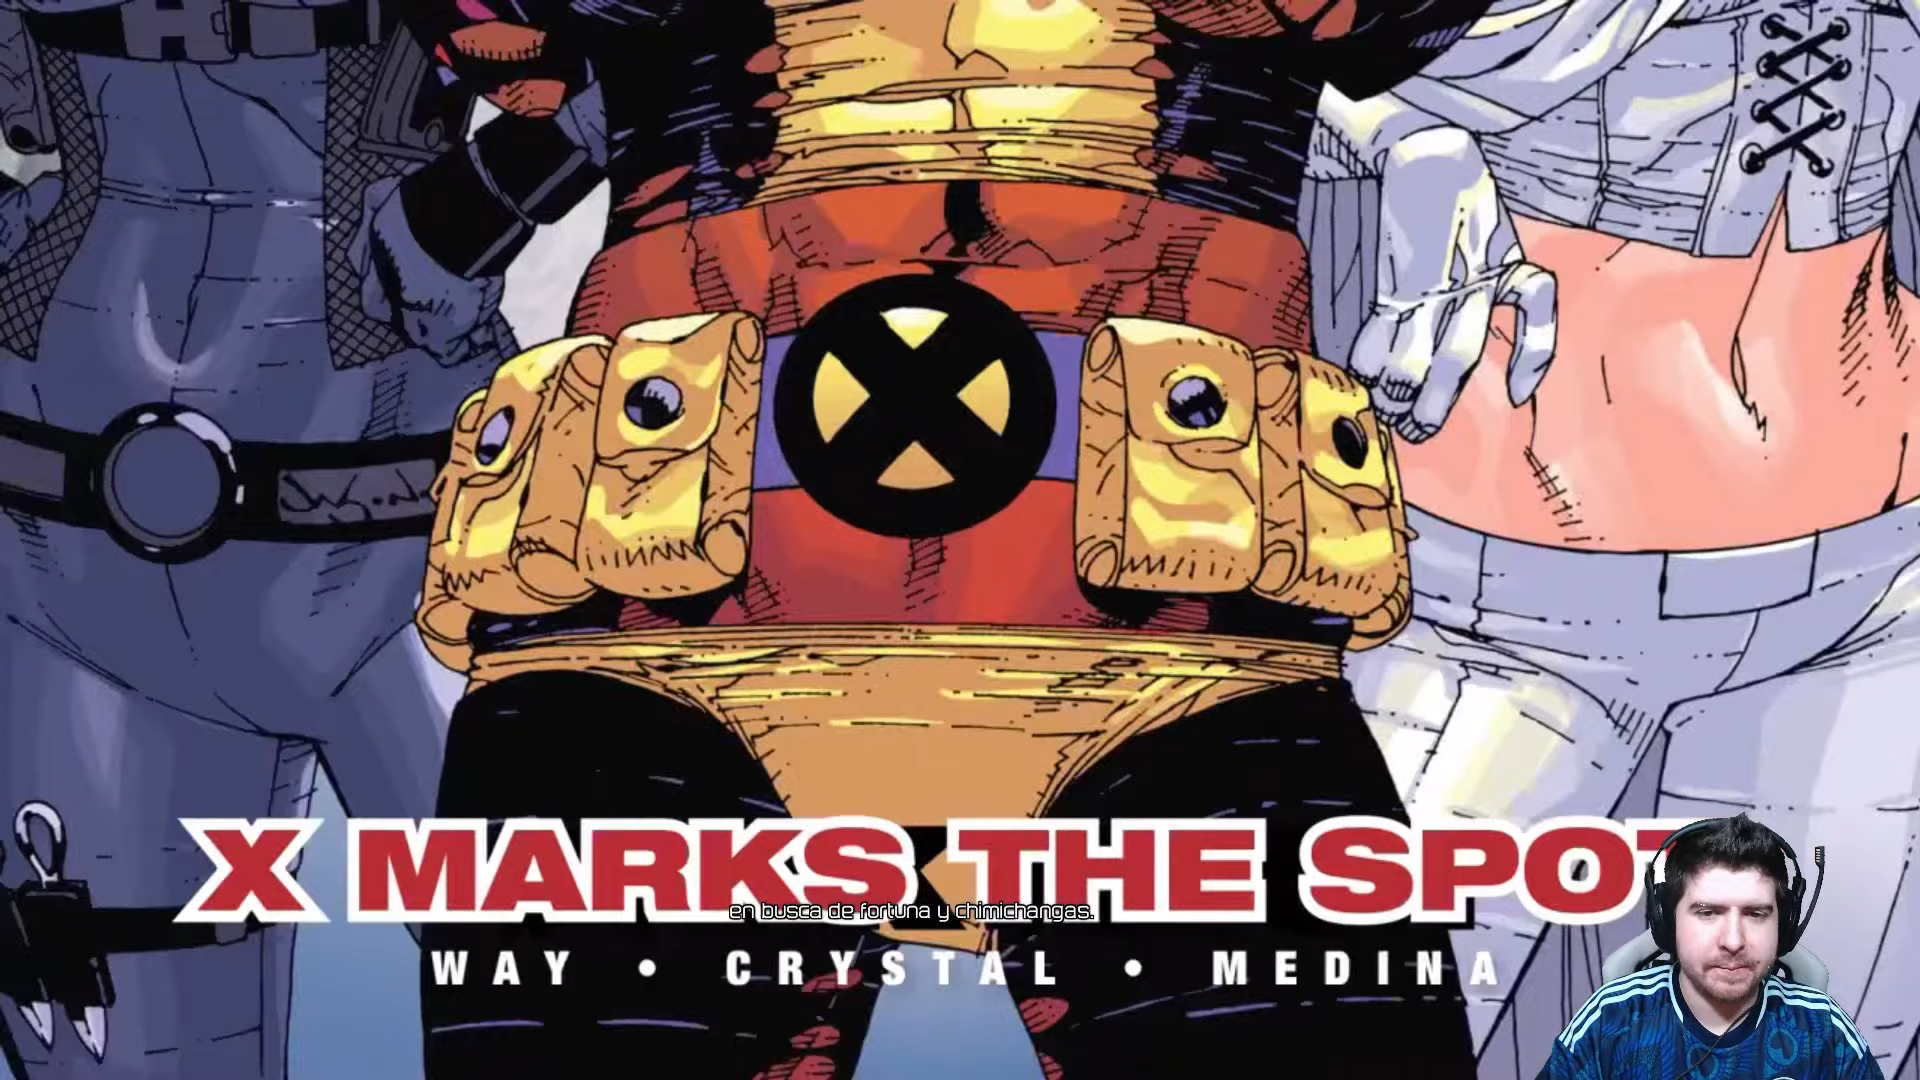 X MARKS THE SPOT
en busca de fortuna y chimichangas.
WAY • CRYSTAL • MEDINA